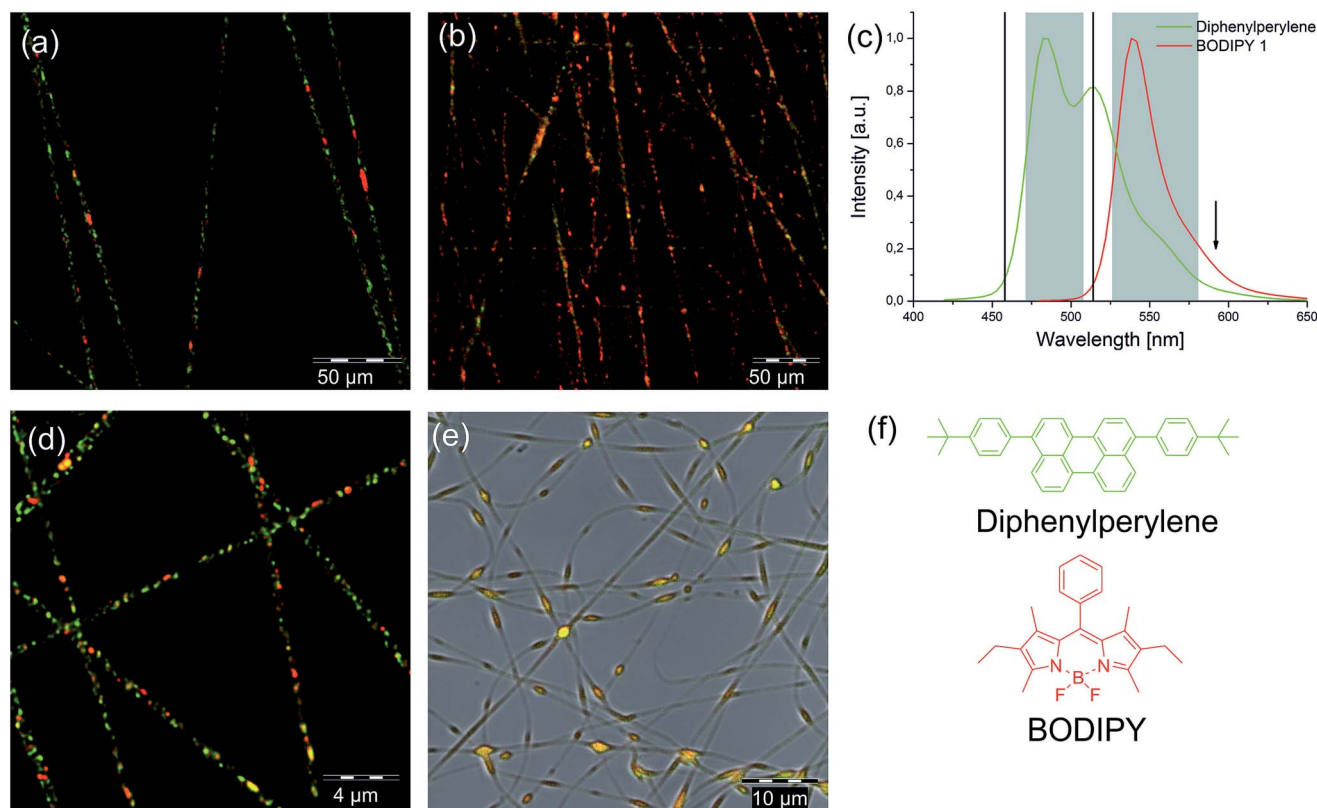 (a)
50 µm
(b)
50 µm
(c)
Diphenylperylene
BODIPY 1
1,0
0,8
0,6
0,4
0,2
0,0
Intensity [a.u.]
400 450 500 550 600 650
Wavelength [nm]
(d)
4 µm
(e)
10 µm
(f)
Diphenylperylene
N N
B
F F
BODIPY